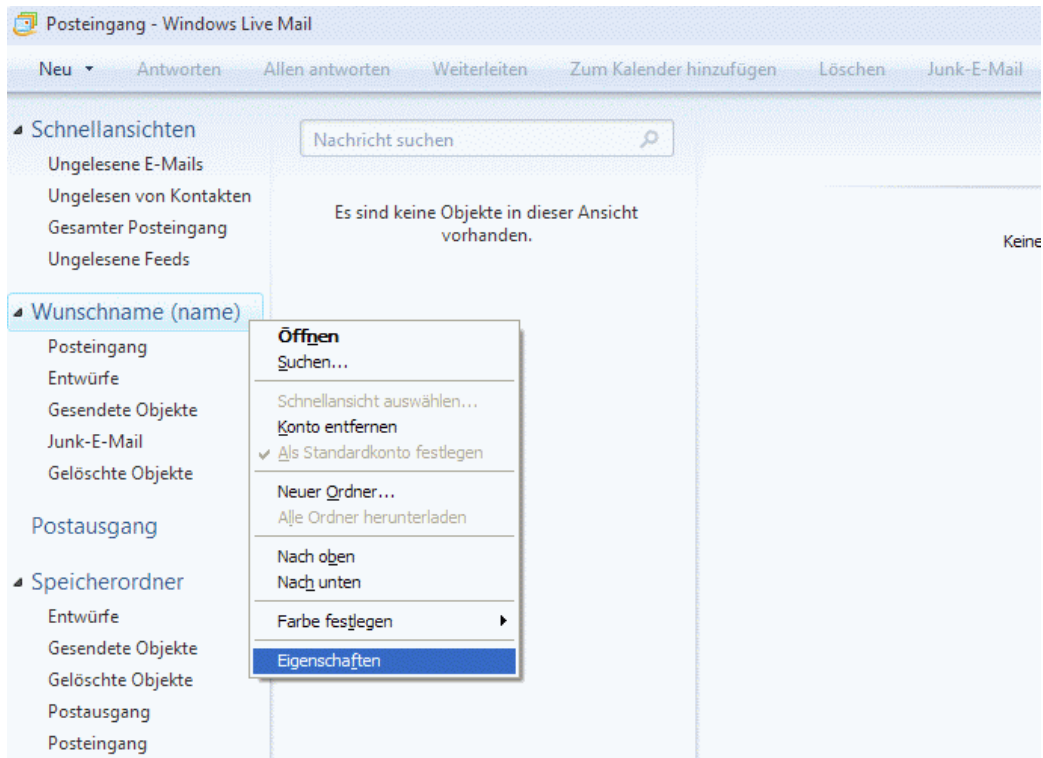 Posteingang - Windows Live Mail
Neu Antworten Allen antworten Weiterleiten Zum Kalender hinzufügen Löschen Junk-E-Mail
Schnellansichten
Ungelesene E-Mails
Ungelesen von Kontakten
Gesamter Posteingang
Ungelesene Feeds
Wunschname (name)
Posteingang
Entwürfe
Gesendete Objekte
Junk-E-Mail
Gelöschte Objekte
Postausgang
Speicherordner
Entwürfe
Gesendete Objekte
Gelöschte Objekte
Postausgang
Posteingang
Nachricht suchen
Es sind keine Objekte in dieser Ansicht
vorhanden.
Öffnen
Suchen...
Schnellansicht auswählen...
Konto entfernen
Als Standardkonto festlegen
Neuer Ordner...
Alle Ordner herunterladen
Nach oben
Nach unten
Farbe festlegen
Eigenschaften
Keine